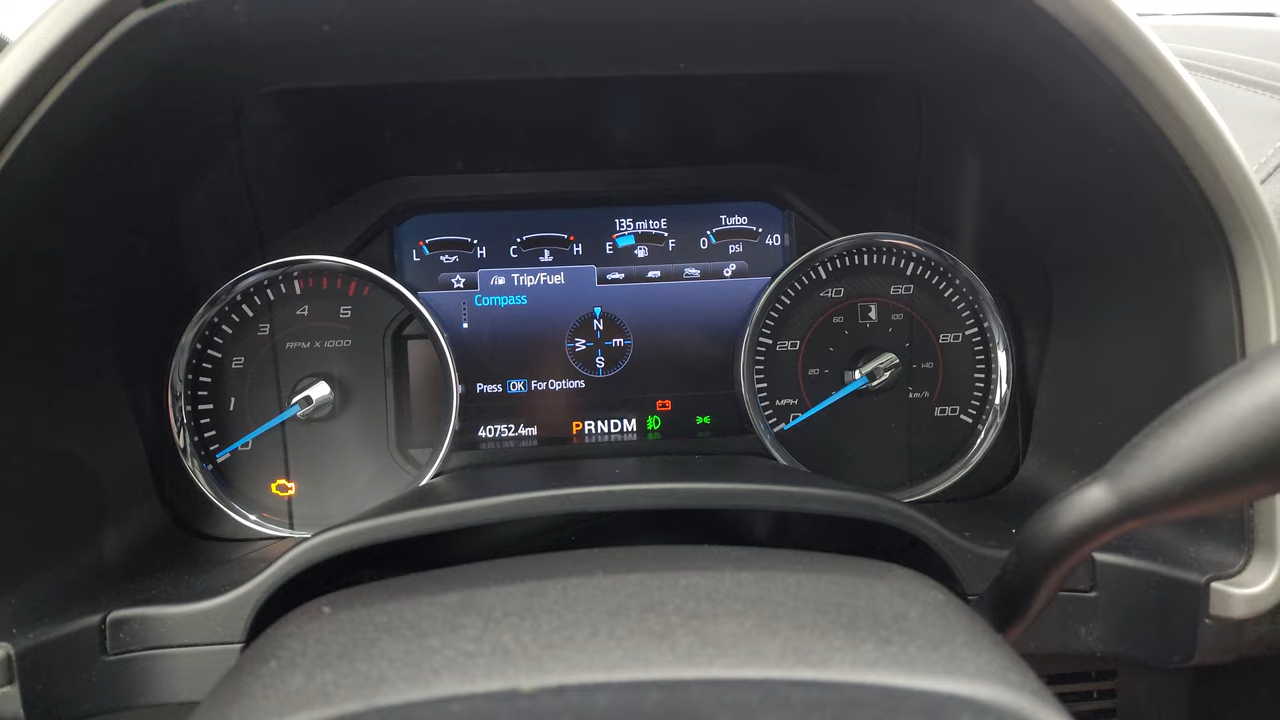 135 mi to E
Turbo
L H
C H
E F
0 40
psi
Trip/Fuel
Compass
N
W E
S
Press OK For Options
40752.4mi
PRNDM
0 1 2 3 4 5
RPM X 1000
0 20 40 60 80 100
MPH
20 60 100 140
km/h
R